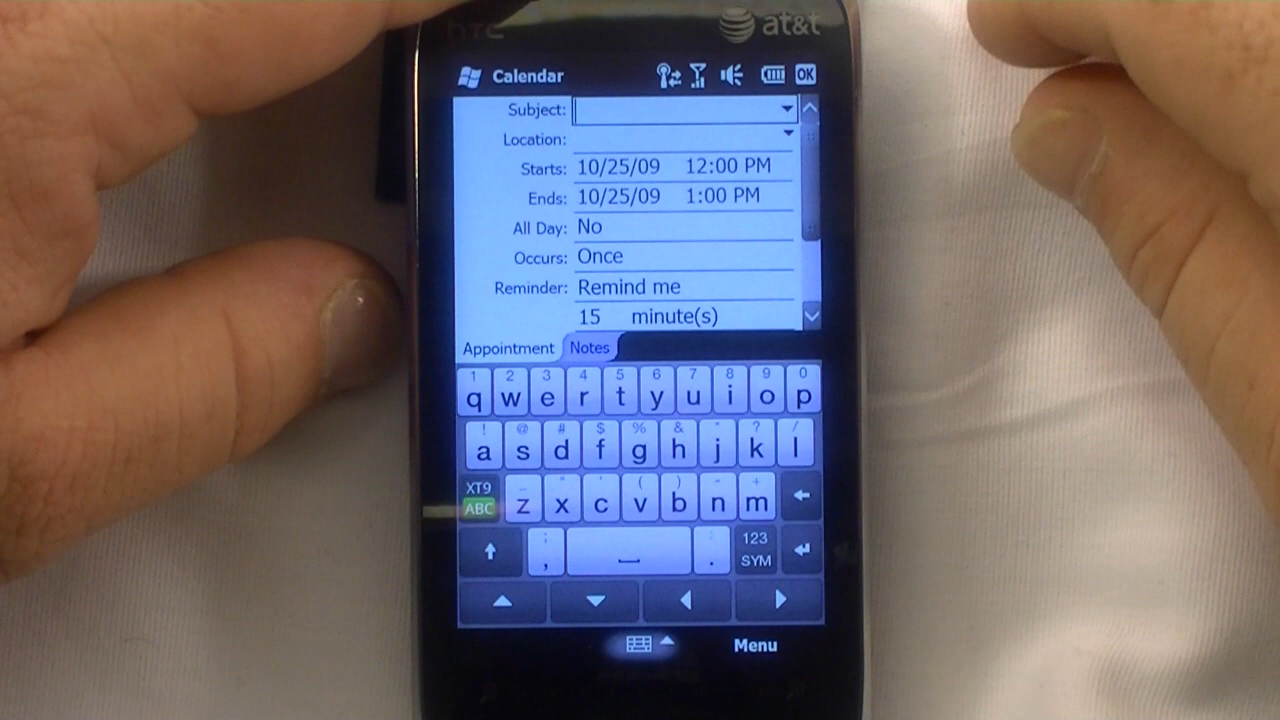 hTC at&t
Calendar OK
Subject:
Location:
Starts: 10/25/09 12:00 PM
Ends: 10/25/09 1:00 PM
All Day: No
Occurs: Once
Reminder: Remind me
15 minute(s)
Appointment Notes
1 2 3 4 5 6 7 8 9 0
q w e r t y u i o p
! @ # $ % & ' ? /
a s d f g h j k l
XT9 _ " ' ( ) - +
ABC z x c v b n m
; : 123
, . SYM
Menu